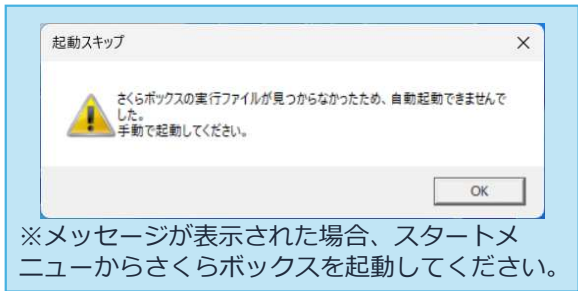 起動スキップ
さくらボックスの実行ファイルが見つからなかったため、自動起動できませんで
した。
手動で起動してください。
OK
※メッセージが表示された場合、スタートメ
ニューからさくらボックスを起動してください。